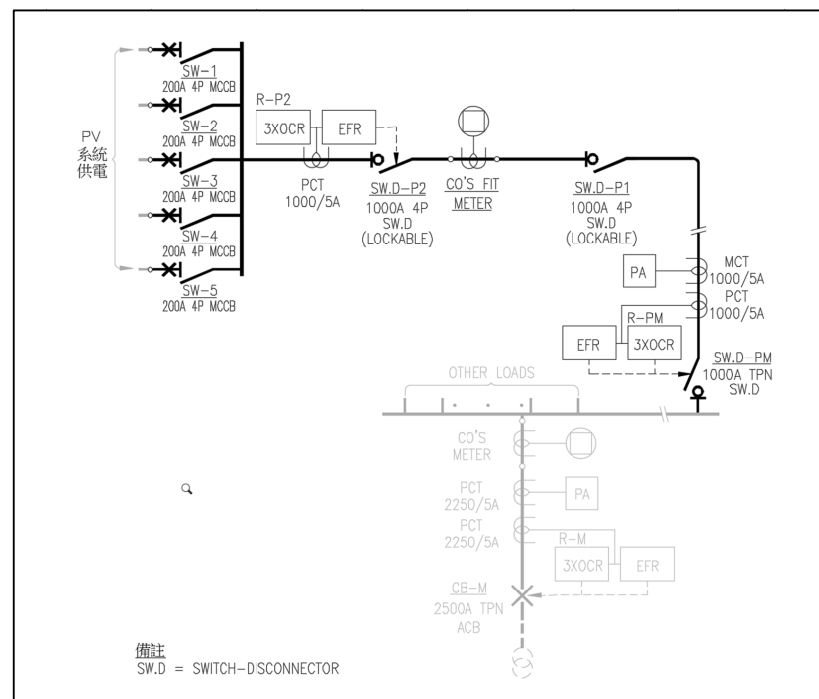 SW-1
200A 4P MCCB
SW-2
200A 4P MCCB
SW-3
200A 4P MCCB
SW-4
200A 4P MCCB
SW-5
200A 4P MCCB
PV
系統
供電
R-P2
3XOCR
EFR
PCT
1000/5A
SW.D-P2
1000A 4P
SW.D
(LOCKABLE)
CO'S FIT
METER
SW.D-P1
1000A 4P
SW.D
(LOCKABLE)
PA
MCT
1000/5A
PCT
1000/5A
R-PM
EFR
3XOCR
SW.D-PM
1000A TPN
SW.D
OTHER LOADS
CO'S
METER
PCT
2250/5A
PA
PCT
2250/5A
R-M
3XOCR
EFR
CB-M
2500A TPN
ACB
備註
SW.D = SWITCH-DISCONNECTOR